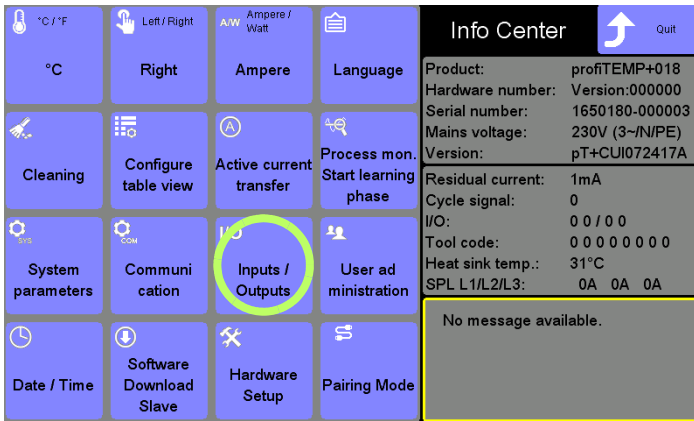 °C / °F
°C
Left / Right
Right
A/W
Ampere /
Watt
Ampere
Language
Cleaning
Configure
table view
A
Active current
transfer
Process mon.
Start learning
phase
SYS
System
parameters
COM
Communi
cation
I/O
Inputs /
Outputs
User ad
ministration
Date / Time
Software
Download
Slave
Hardware
Setup
Pairing Mode
Info Center
Quit
Product: profiTEMP+018
Hardware number: Version:000000
Serial number: 1650180-000003
Mains voltage: 230V (3~/N/PE)
Version: pT+CUI072417A
Residual current: 1mA
Cycle signal: 0
I/O: 0 0 / 0 0
Tool code: 0 0 0 0 0 0 0 0
Heat sink temp.: 31°C
SPL L1/L2/L3: 0A 0A 0A
No message available.